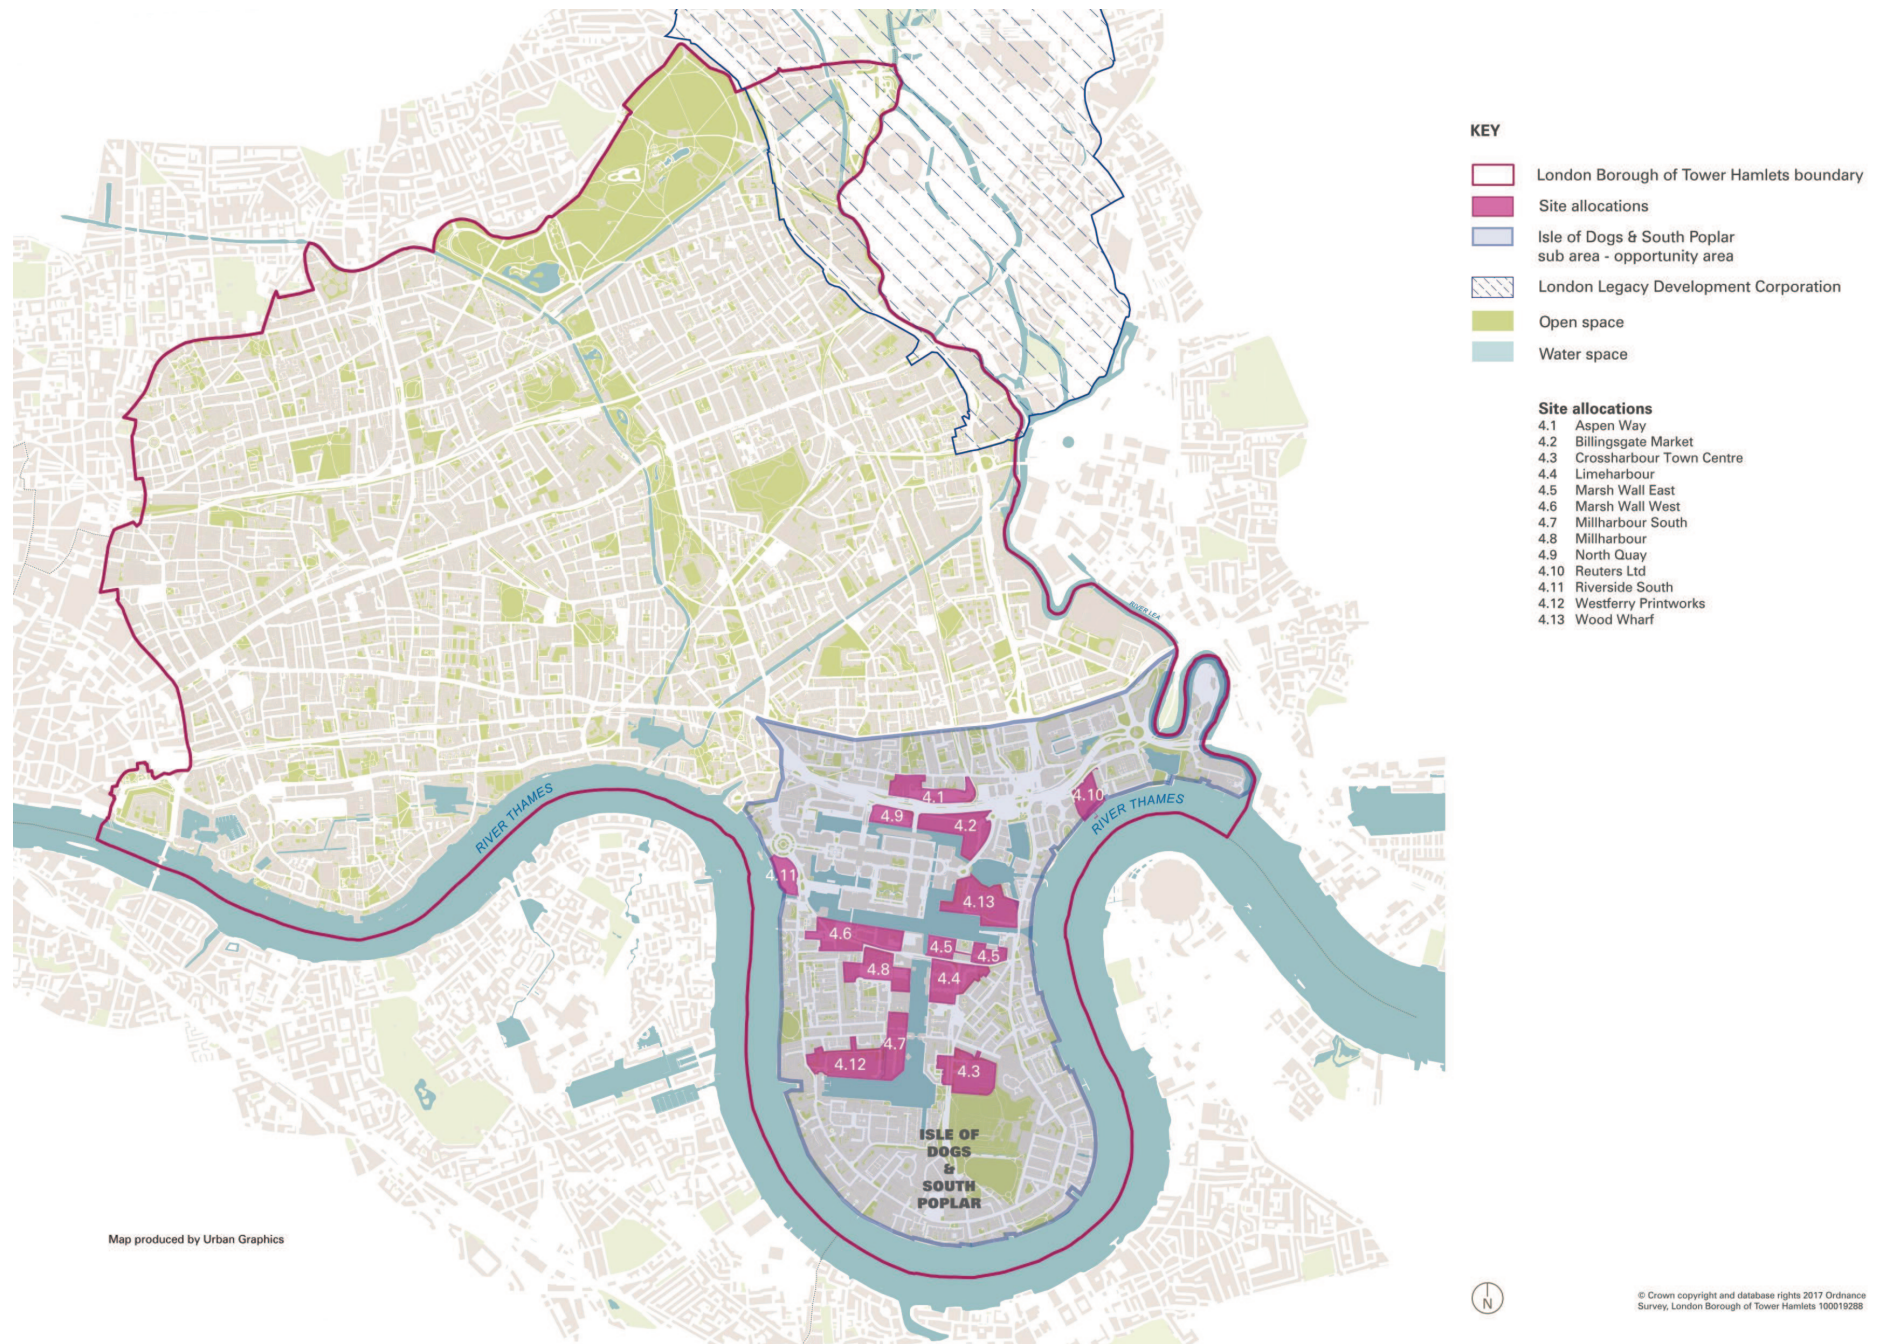 RIVER LEA
RIVER THAMES
RIVER THAMES
4.1
4.10
4.9
4.2
4.11
4.13
4.6
4.5
4.5
4.8
4.4
4.7
4.12
4.3
ISLE OF
DOGS
&
SOUTH
POPLAR
Map produced by Urban Graphics
KEY
London Borough of Tower Hamlets boundary
Site allocations
Isle of Dogs & South Poplar
sub area - opportunity area
London Legacy Development Corporation
Open space
Water space
Site allocations
4.1 Aspen Way
4.2 Billingsgate Market
4.3 Crossharbour Town Centre
4.4 Limeharbour
4.5 Marsh Wall East
4.6 Marsh Wall West
4.7 Millharbour South
4.8 Millharbour
4.9 North Quay
4.10 Reuters Ltd
4.11 Riverside South
4.12 Westferry Printworks
4.13 Wood Wharf
N
© Crown copyright and database rights 2017 Ordnance
Survey, London Borough of Tower Hamlets 100019288